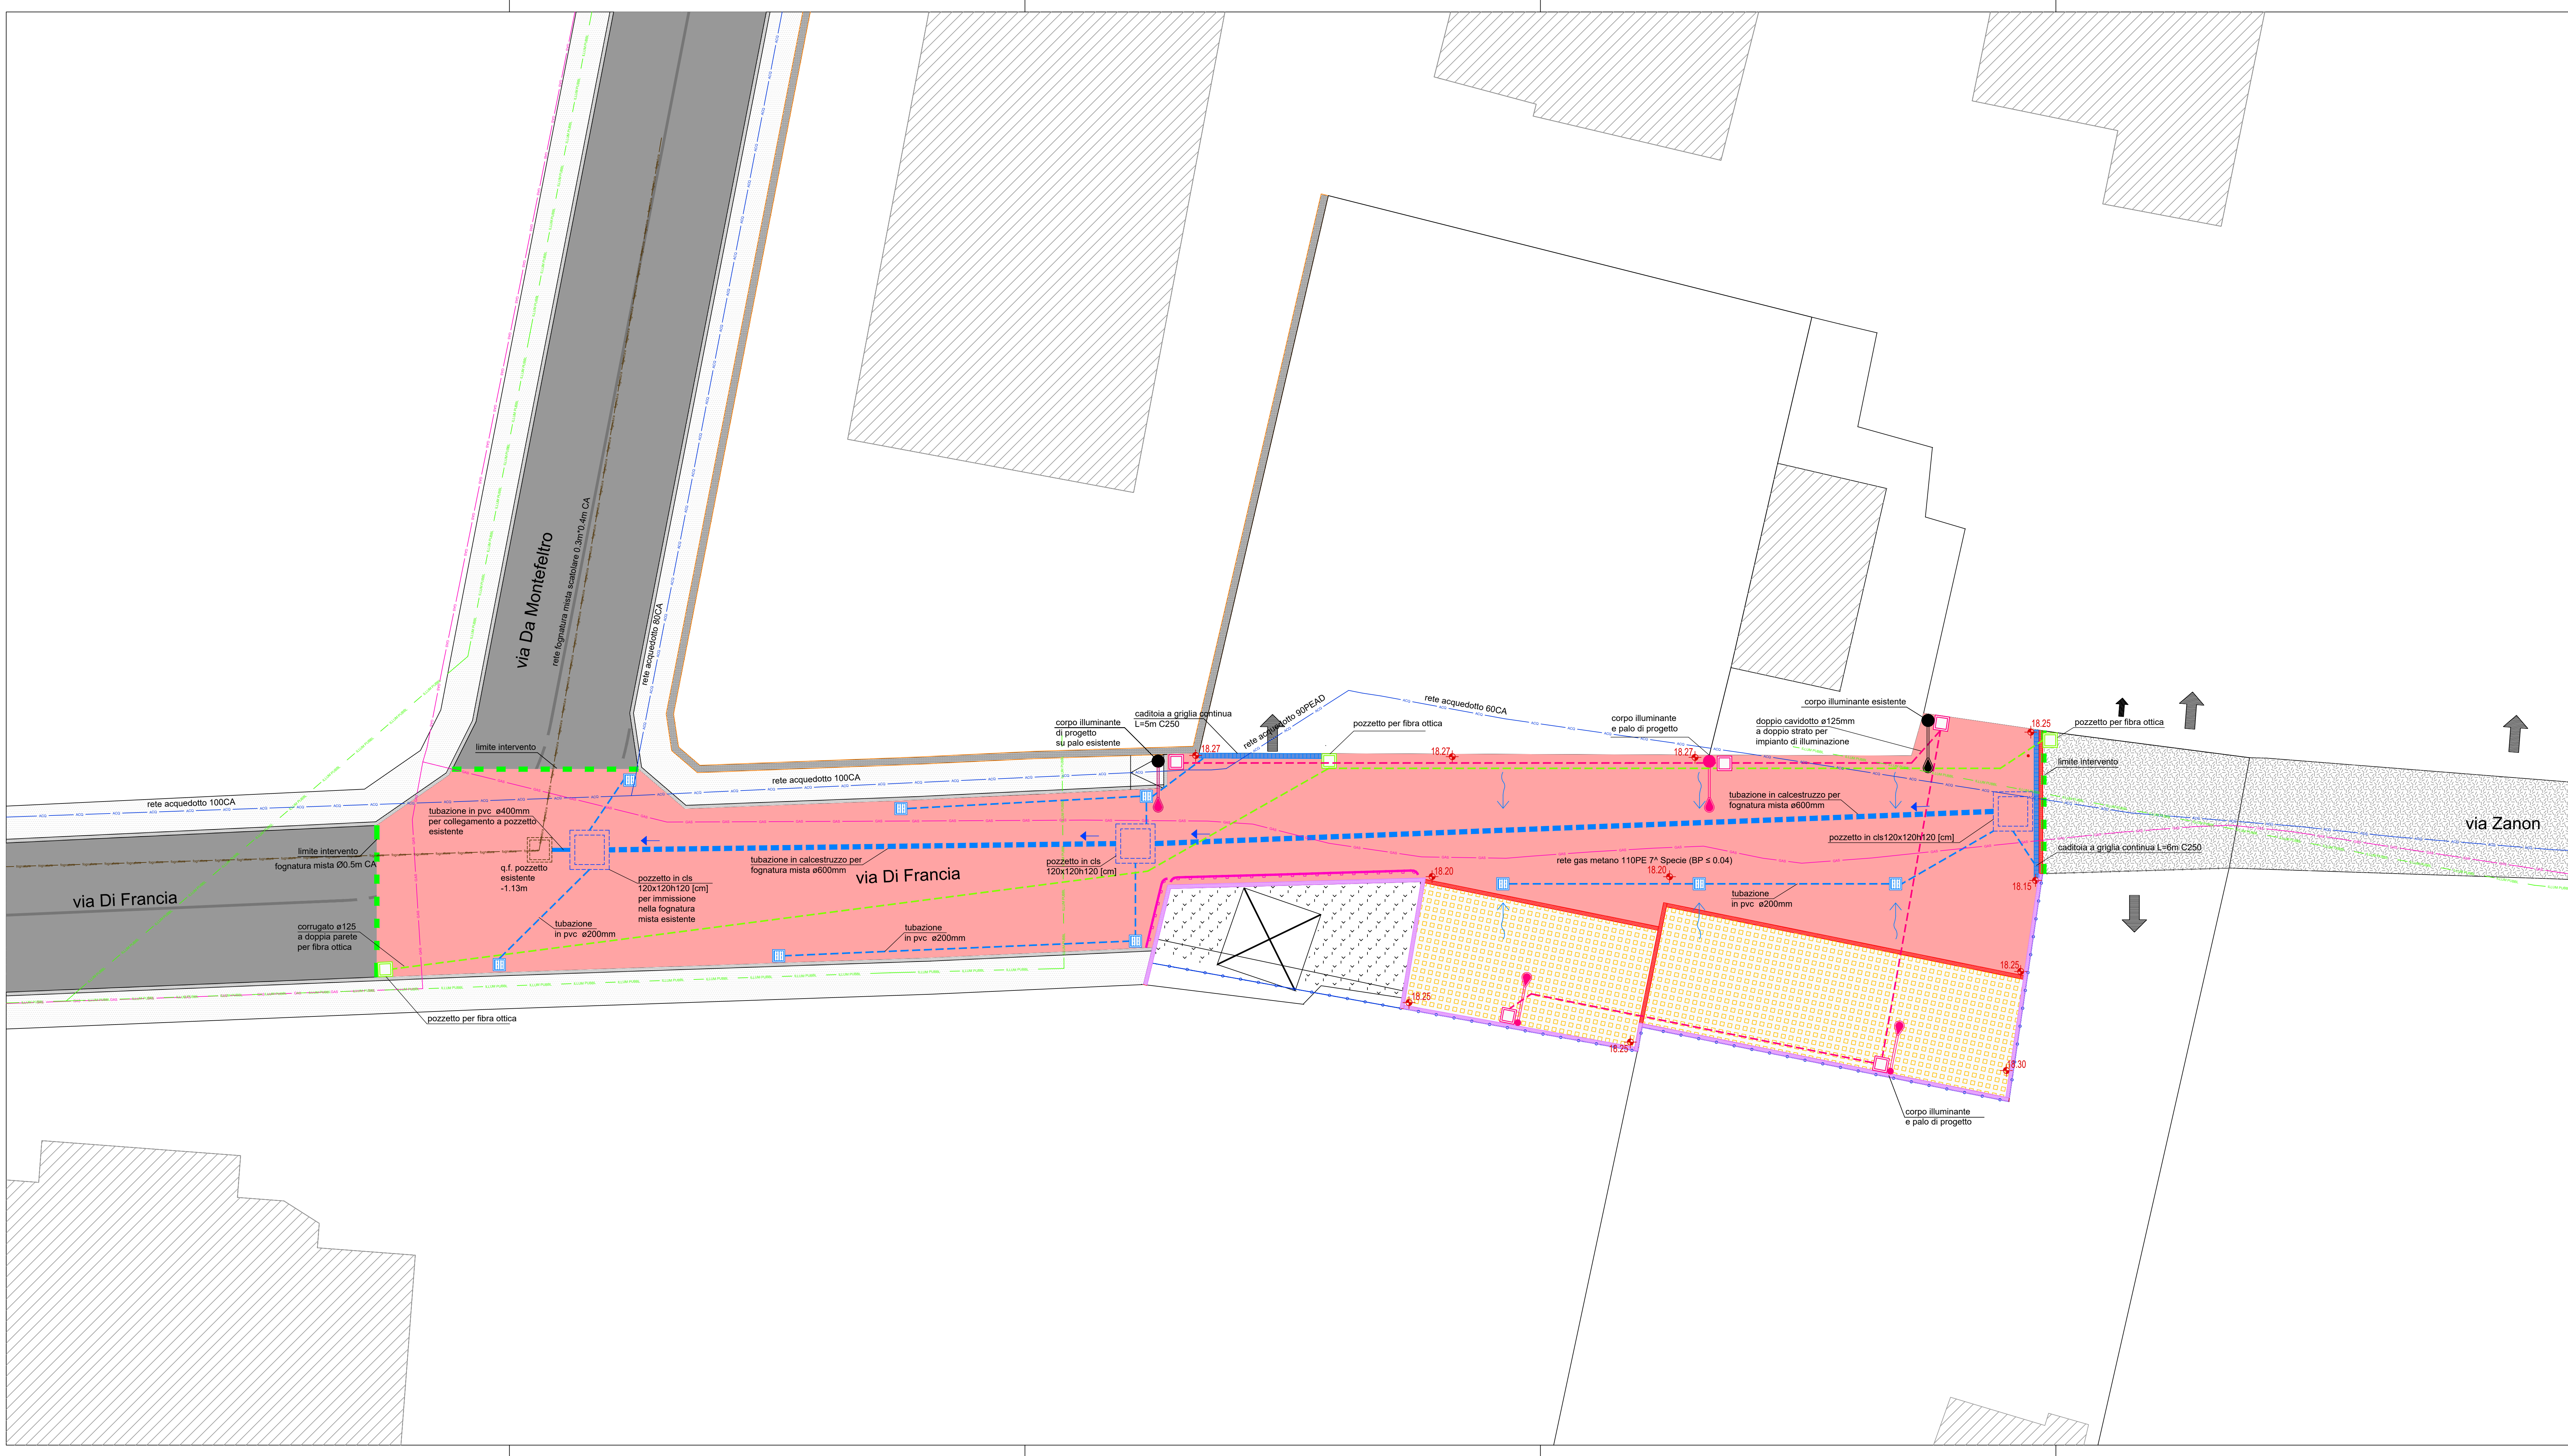 via Da Montefeltro
rete fognatura mista scatolare 0.3m*0.4m CA
rete acquedotto 80CA
limite intervento
rete acquedotto 100CA
rete acquedotto 100CA
tubazione in pvc ø400mm
per collegamento a pozzetto
esistente
limite intervento
fognatura mista Ø0.5m CA
q.f. pozzetto
esistente
-1.13m
via Di Francia
corrugato ø125
a doppia parete
per fibra ottica
pozzetto per fibra ottica
tubazione
in pvc ø200mm
pozzetto in cls
120x120h120 [cm]
per immissione
nella fognatura
mista esistente
tubazione in calcestruzzo per
fognatura mista ø600mm
via Di Francia
tubazione
in pvc ø200mm
corpo illuminante
di progetto
su palo esistente
caditoia a griglia continua
L=5m C250
rete acquedotto 90PEAD
18.27
pozzetto per fibra ottica
rete acquedotto 60CA
18.27
corpo illuminante
e palo di progetto
18.27
corpo illuminante esistente
doppio cavidotto ø125mm
a doppio strato per
impianto di illuminazione
18.25
pozzetto per fibra ottica
limite intervento
tubazione in calcestruzzo per
fognatura mista ø600mm
pozzetto in cls120x120h120 [cm]
via Zanon
caditoia a griglia continua L=6m C250
pozzetto in cls
120x120h120 [cm]
rete gas metano 110PE 7^ Specie (BP ≤ 0.04)
18.20
18.20
18.15
tubazione
in pvc ø200mm
18.25
18.25
18.25
18.30
corpo illuminante
e palo di progetto